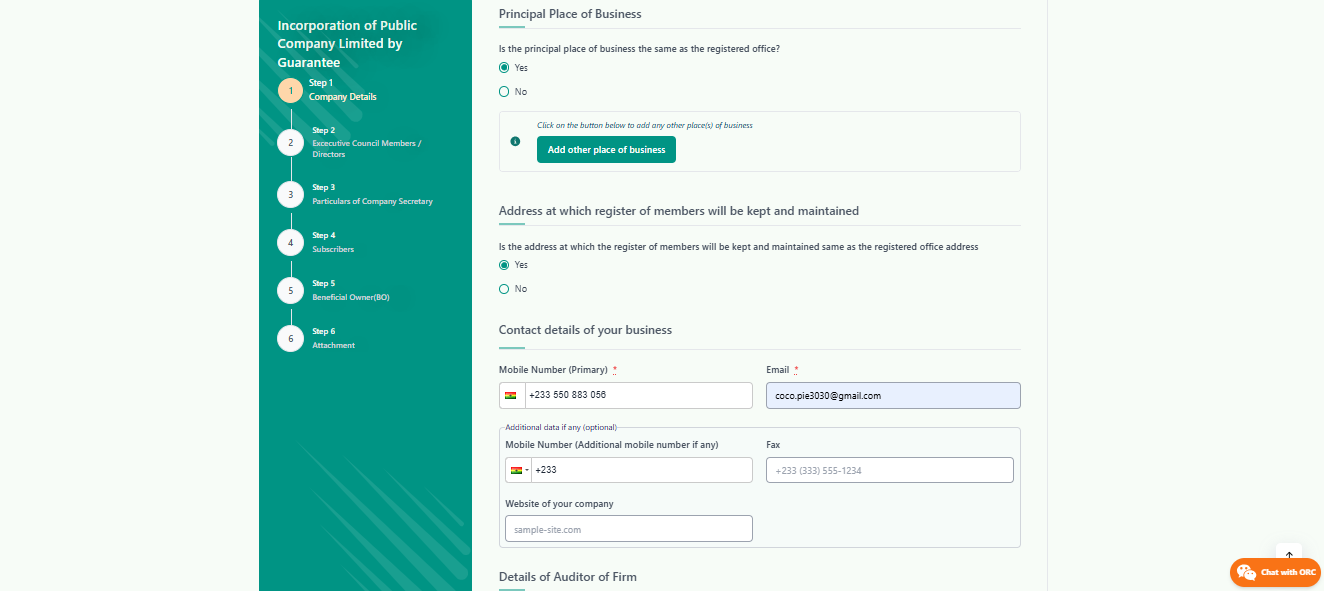 Incorporation of Public
Company Limited by
Guarantee
1
Step 1
Company Details
2
Step 2
Excecutive Council Members /
Directors
3
Step 3
Particulars of Company Secretary
4
Step 4
Subscribers
5
Step 5
Beneficial Owner(BO)
6
Step 6
Attachment
Principal Place of Business
Is the principal place of business the same as the registered office?
Yes
No
Click on the button below to add any other place(s) of business
Add other place of business
Address at which register of members will be kept and maintained
Is the address at which the register of members will be kept and maintained same as the registered office address
Yes
No
Contact details of your business
Mobile Number (Primary) *
+233 550 883 056
Email *
coco.pie3030@gmail.com
Additional data if any (optional)
Mobile Number (Additional mobile number if any)
+233
Fax
+233 (333) 555-1234
Website of your company
sample-site.com
Details of Auditor of Firm
Chat with ORC